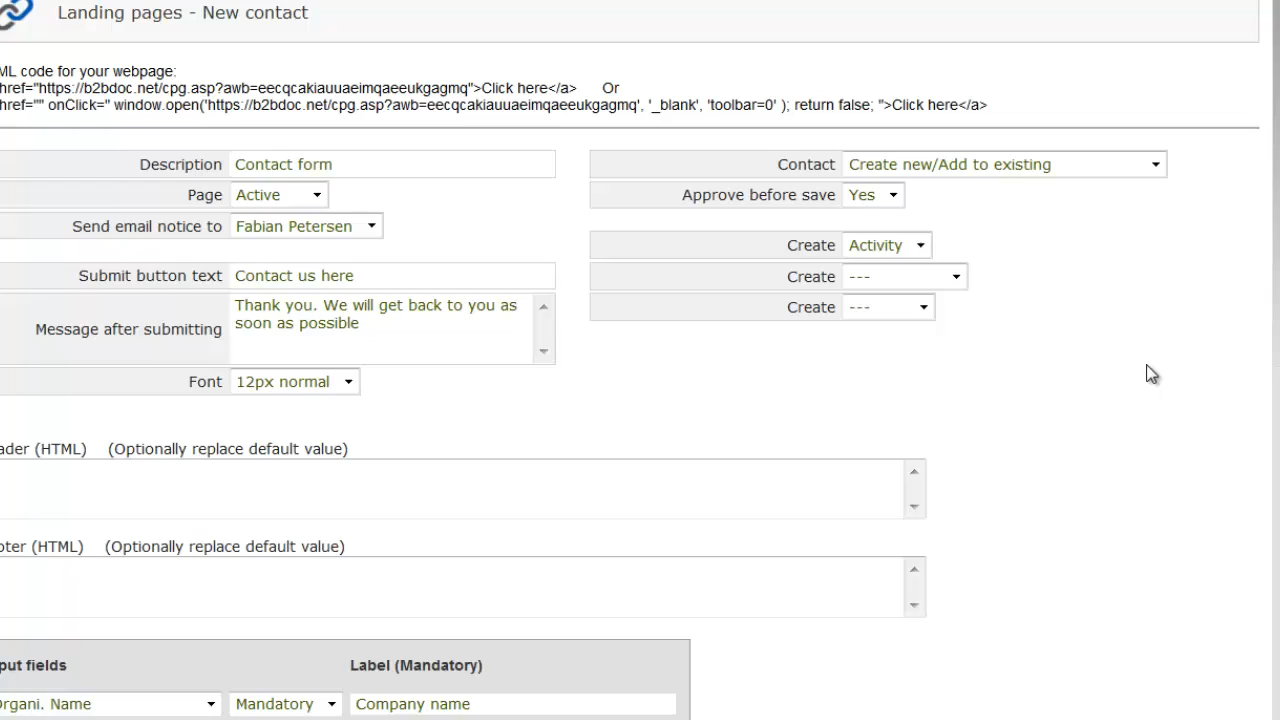 Landing pages - New contact
ML code for your webpage:
href="https://b2bdoc.net/cpg.asp?awb=eecqcakiauuaeimqaeeukgagmq">Click here</a> Or
href="" onClick=" window.open('https://b2bdoc.net/cpg.asp?awb=eecqcakiauuaeimqaeeukgagmq', '_blank', 'toolbar=0' ); return false; ">Click here</a>
Description Contact form Contact Create new/Add to existing
Page Active Approve before save Yes
Send email notice to Fabian Petersen
Create Activity
Submit button text Contact us here Create ---
Message after submitting Thank you. We will get back to you as
soon as possible
Create ---
Font 12px normal
ader (HTML) (Optionally replace default value)
oter (HTML) (Optionally replace default value)
put fields Label (Mandatory)
Organi. Name Mandatory Company name